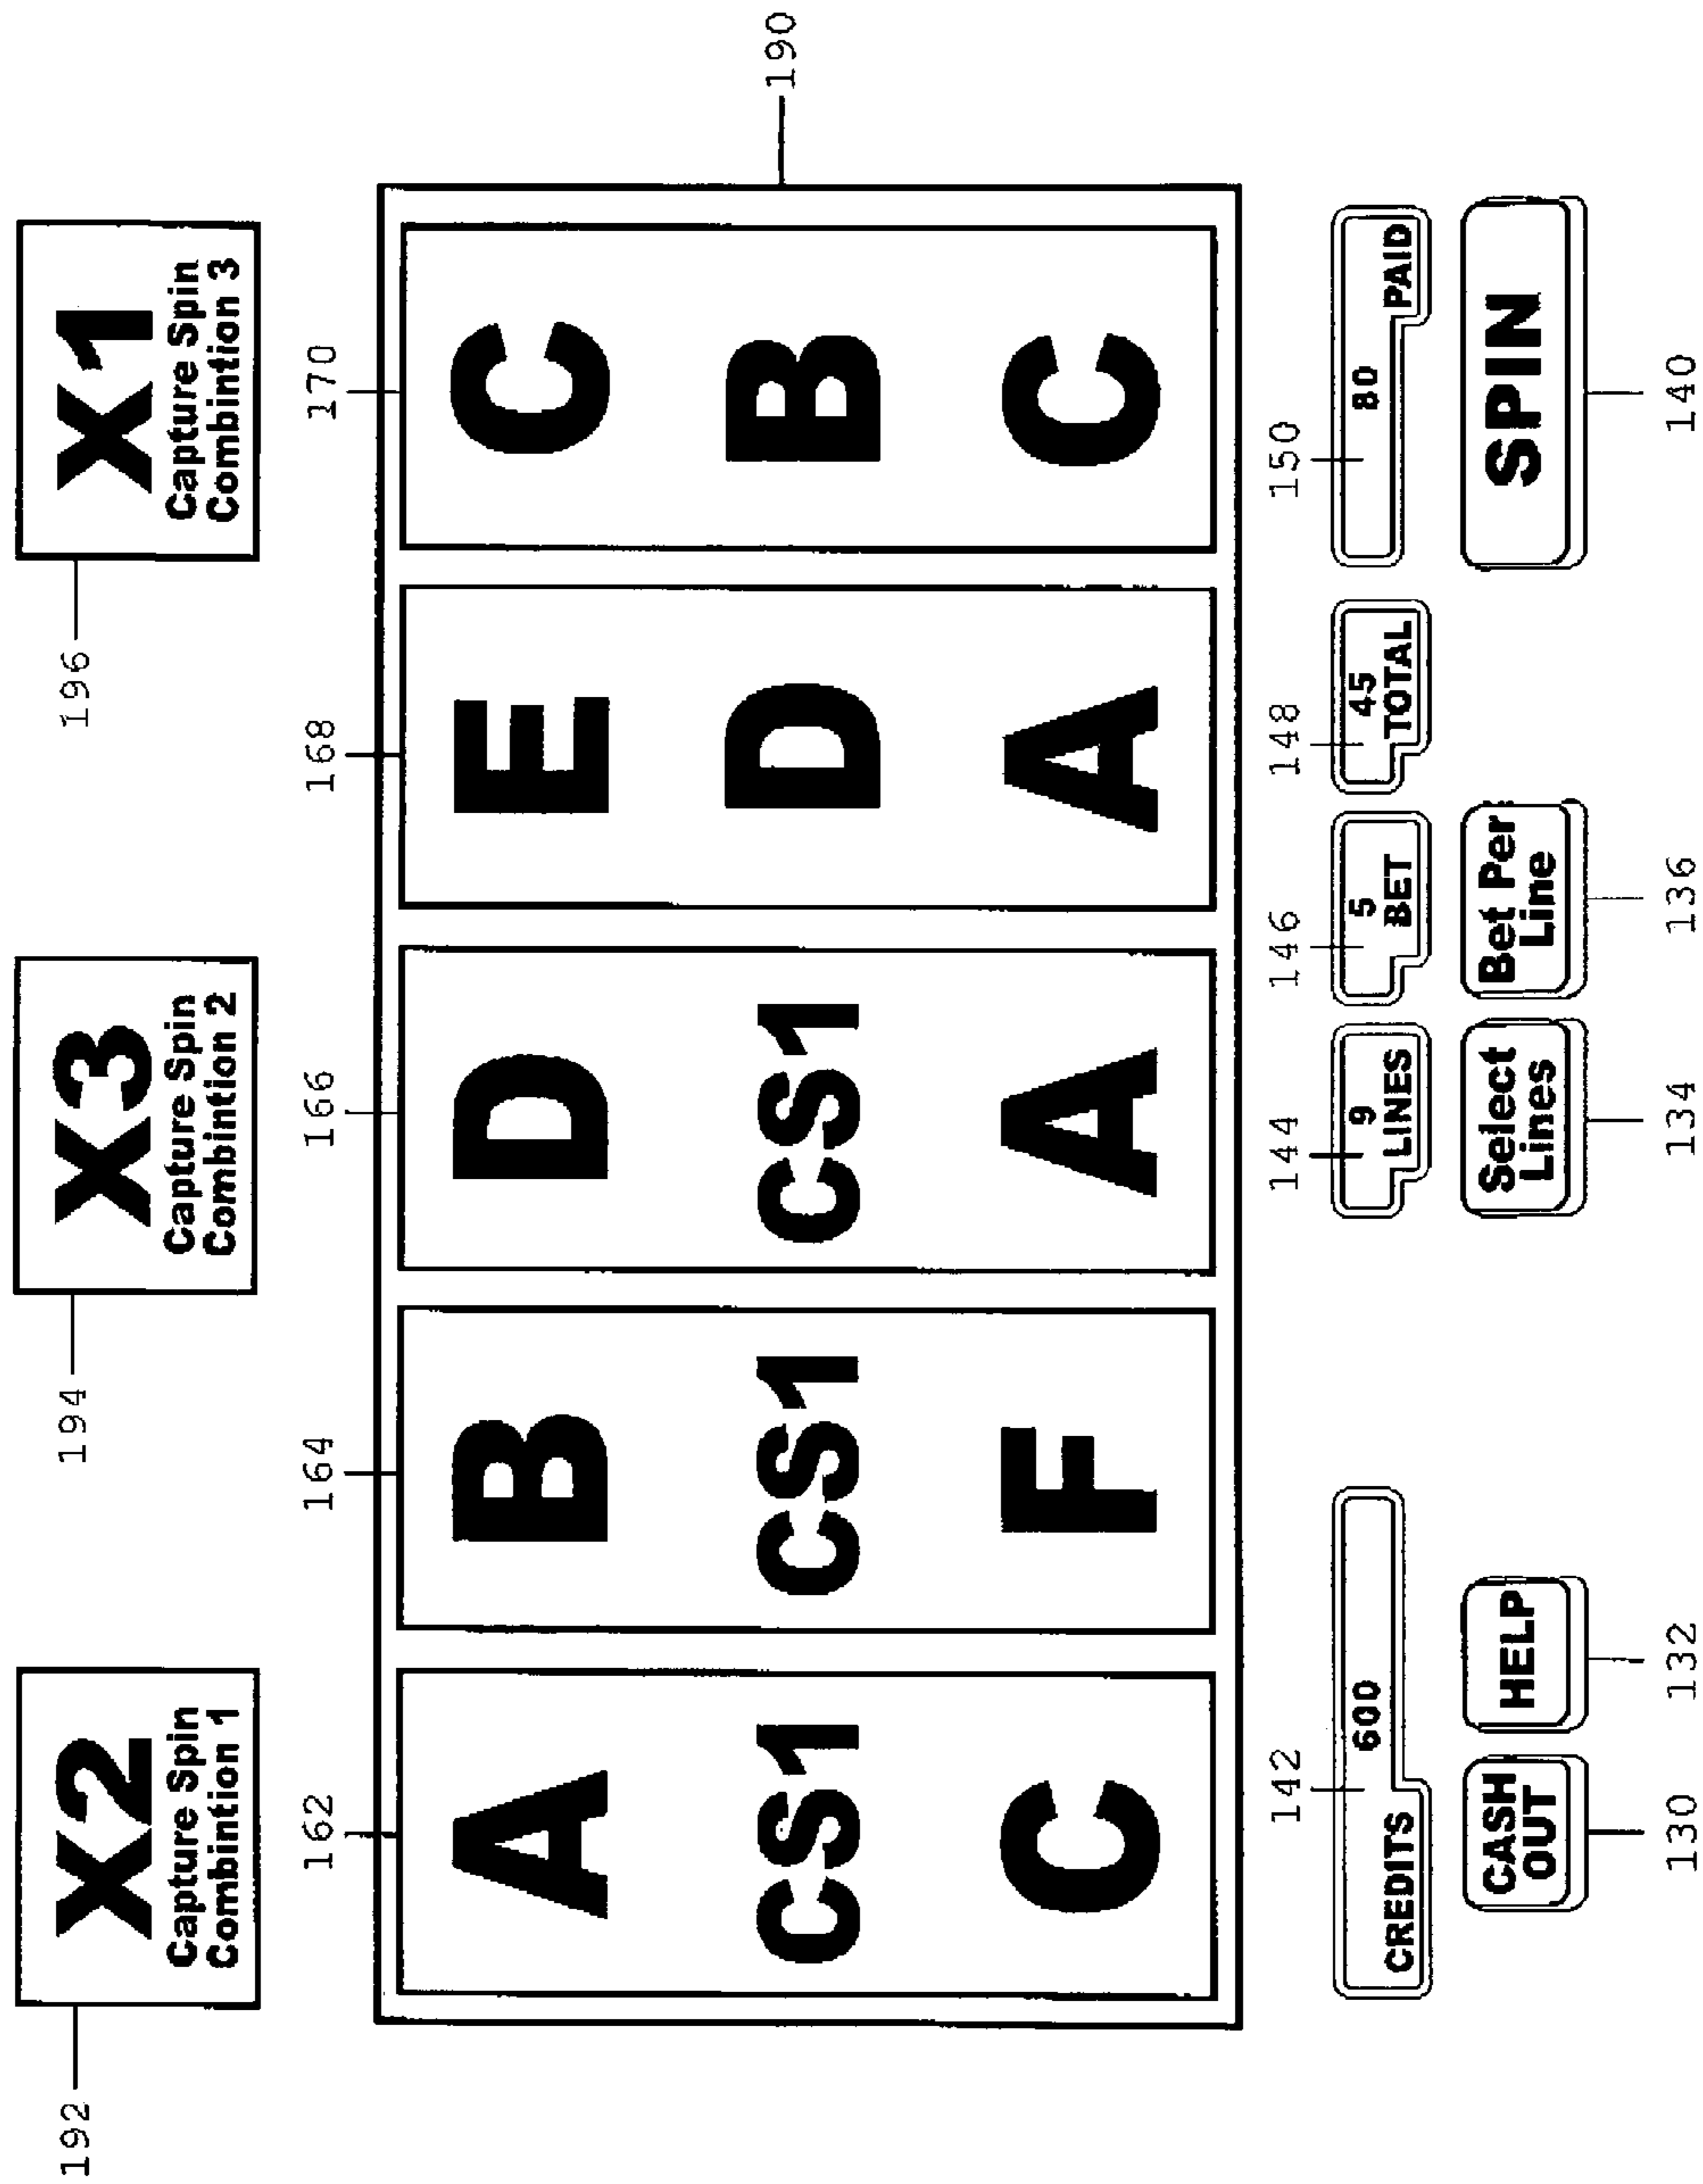 192
X2
Capture Spin
Combintion 1
194
X3
Capture Spin
Combintion 2
196
X1
Capture Spin
Combintion 3
162 164 166 168 170
A B D E C
CS1 CS1 CS1 D B
C F A A C
190
142 144 146 148 150
600 9 5 45 80
CREDITS LINES BET TOTAL PAID
CASH
OUT
HELP
Select
Lines
Bet Per
Line
SPIN
130 132 134 136 140